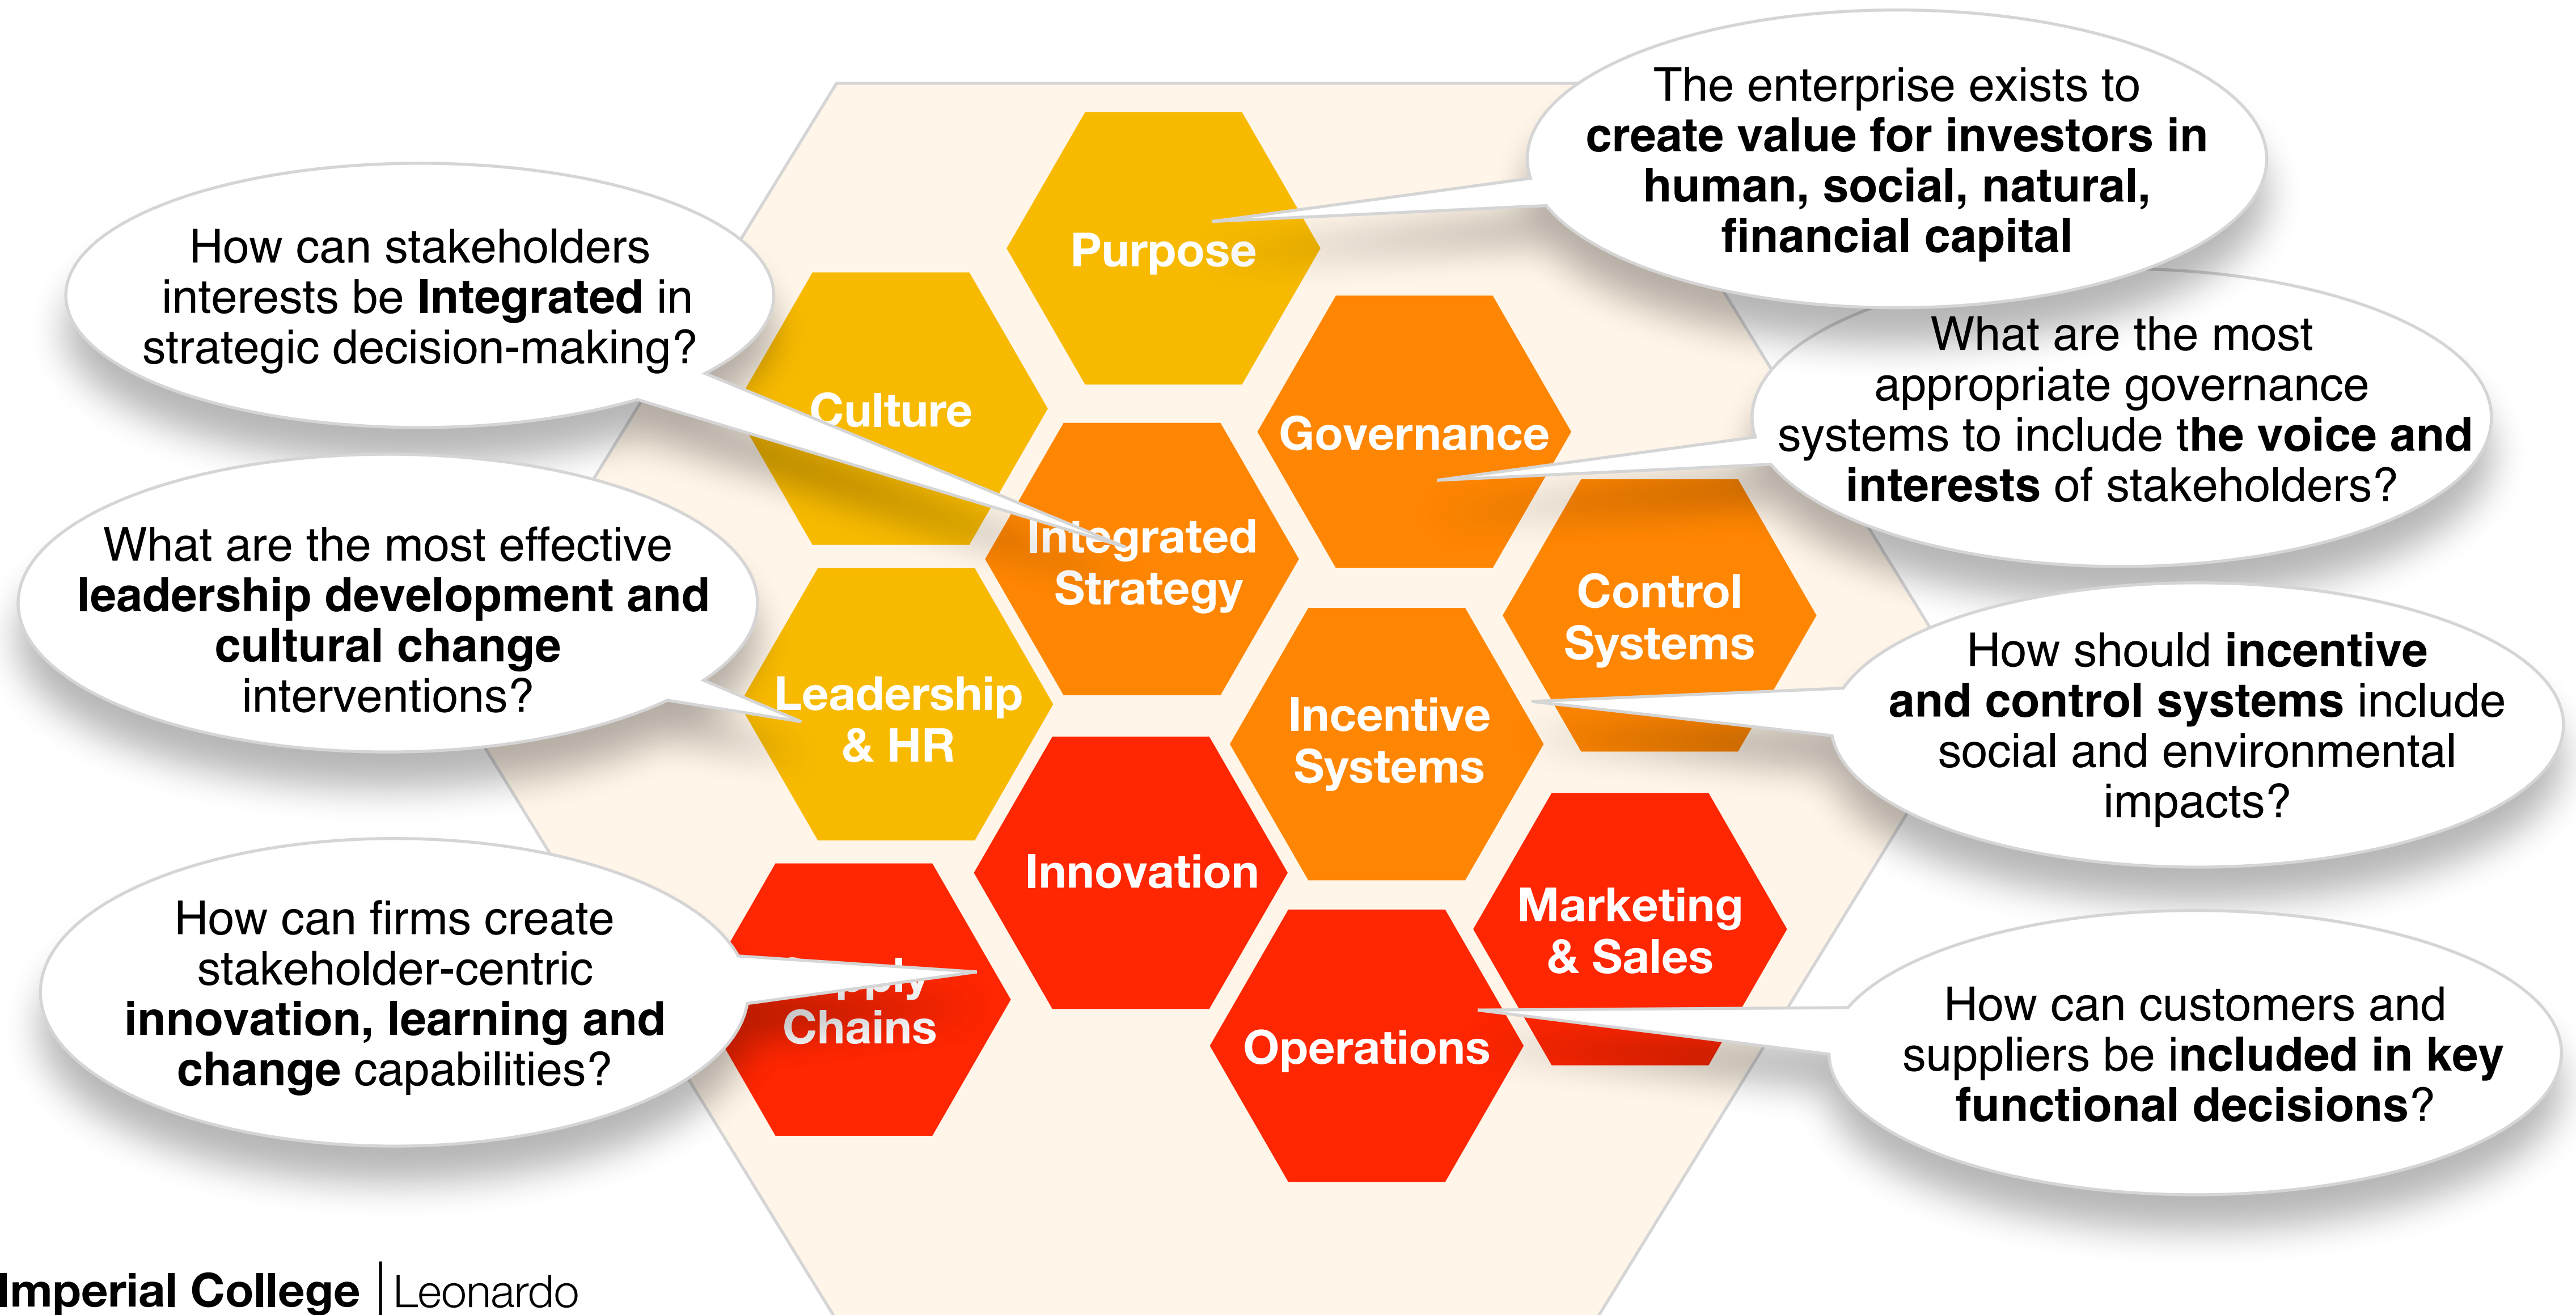 The enterprise exists to
create value for investors in
human, social, natural,
financial capital
Purpose
How can stakeholders
interests be Integrated in
strategic decision-making?
What are the most
appropriate governance
systems to include the voice and
interests of stakeholders?
Culture
Governance
Integrated
Strategy
What are the most effective
leadership development and
cultural change
interventions?
Control
Systems
How should incentive
and control systems include
social and environmental
impacts?
Leadership
& HR
Incentive
Systems
Innovation
Marketing
& Sales
How can firms create
stakeholder-centric
innovation, learning and
change capabilities?
Chains
Operations
How can customers and
suppliers be included in key
functional decisions?
Imperial College | Leonardo